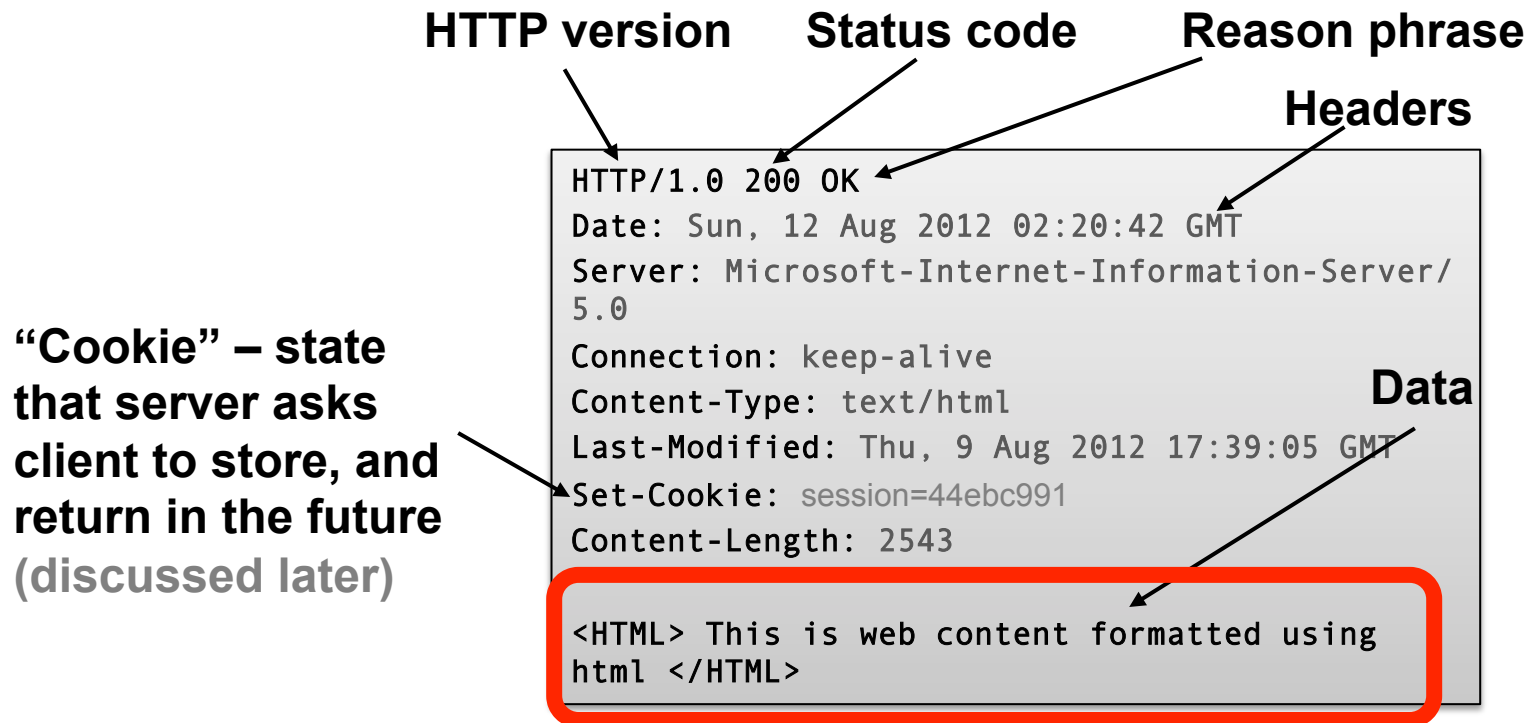 HTTP version Status code Reason phrase
Headers
HTTP/1.0 200 OK
Date: Sun, 12 Aug 2012 02:20:42 GMT
Server: Microsoft-Internet-Information-Server/
5.0
Connection: keep-alive
Content-Type: text/html
Last-Modified: Thu, 9 Aug 2012 17:39:05 GMT
Set-Cookie: session=44ebc991
Content-Length: 2543
<HTML> This is web content formatted using
html </HTML>
“Cookie” – state
that server asks
client to store, and
return in the future
(discussed later)
Data